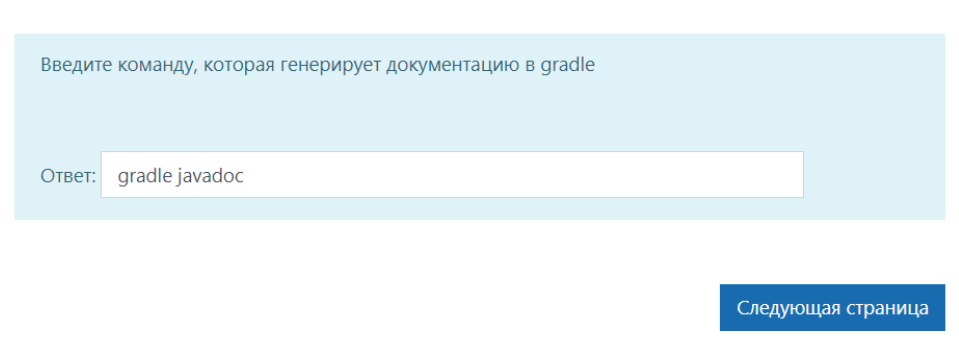 Введите команду, которая генерирует документацию в gradle
Ответ: gradle javadoc
Следующая страница